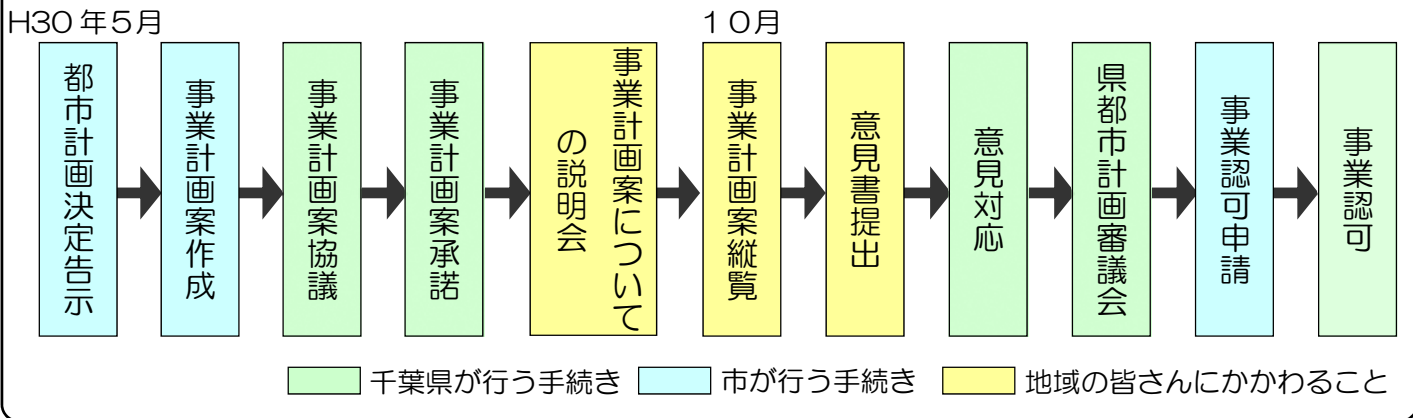 H30年5月
10月
都市計画決定告示
事業計画案作成
事業計画案協議
事業計画案承諾
事業計画案について
の説明会
事業計画案縦覧
意見書提出
意見対応
県都市計画審議会
事業認可申請
事業認可
千葉県が行う手続き
市が行う手続き
地域の皆さんにかかわること